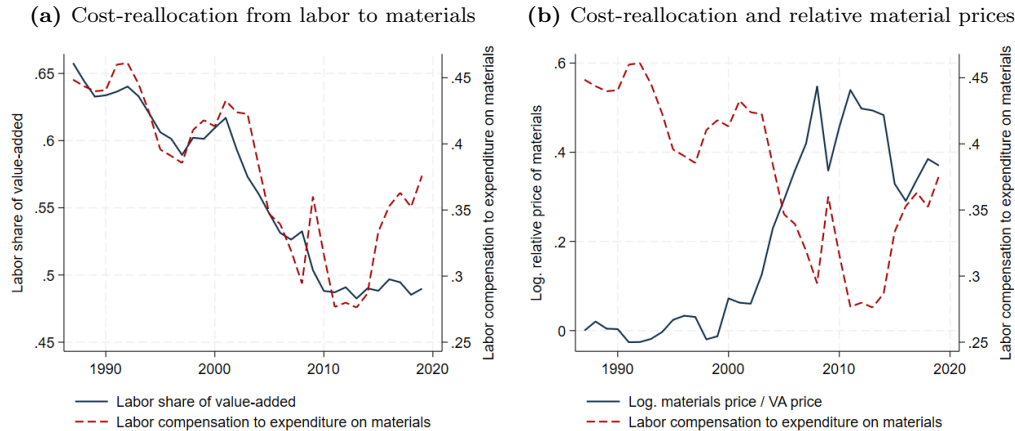 (a) Cost-reallocation from labor to materials
Labor share of value-added
.65
.6
.55
.5
.45
.45
.4
.35
.3
.25
Labor compensation to expenditure on materials
1990 2000 2010 2020
Labor share of value-added
Labor compensation to expenditure on materials
(b) Cost-reallocation and relative material prices
Log. relative price of materials
.6
.4
.2
0
.45
.4
.35
.3
.25
Labor compensation to expenditure on materials
1990 2000 2010 2020
Log. materials price / VA price
Labor compensation to expenditure on materials